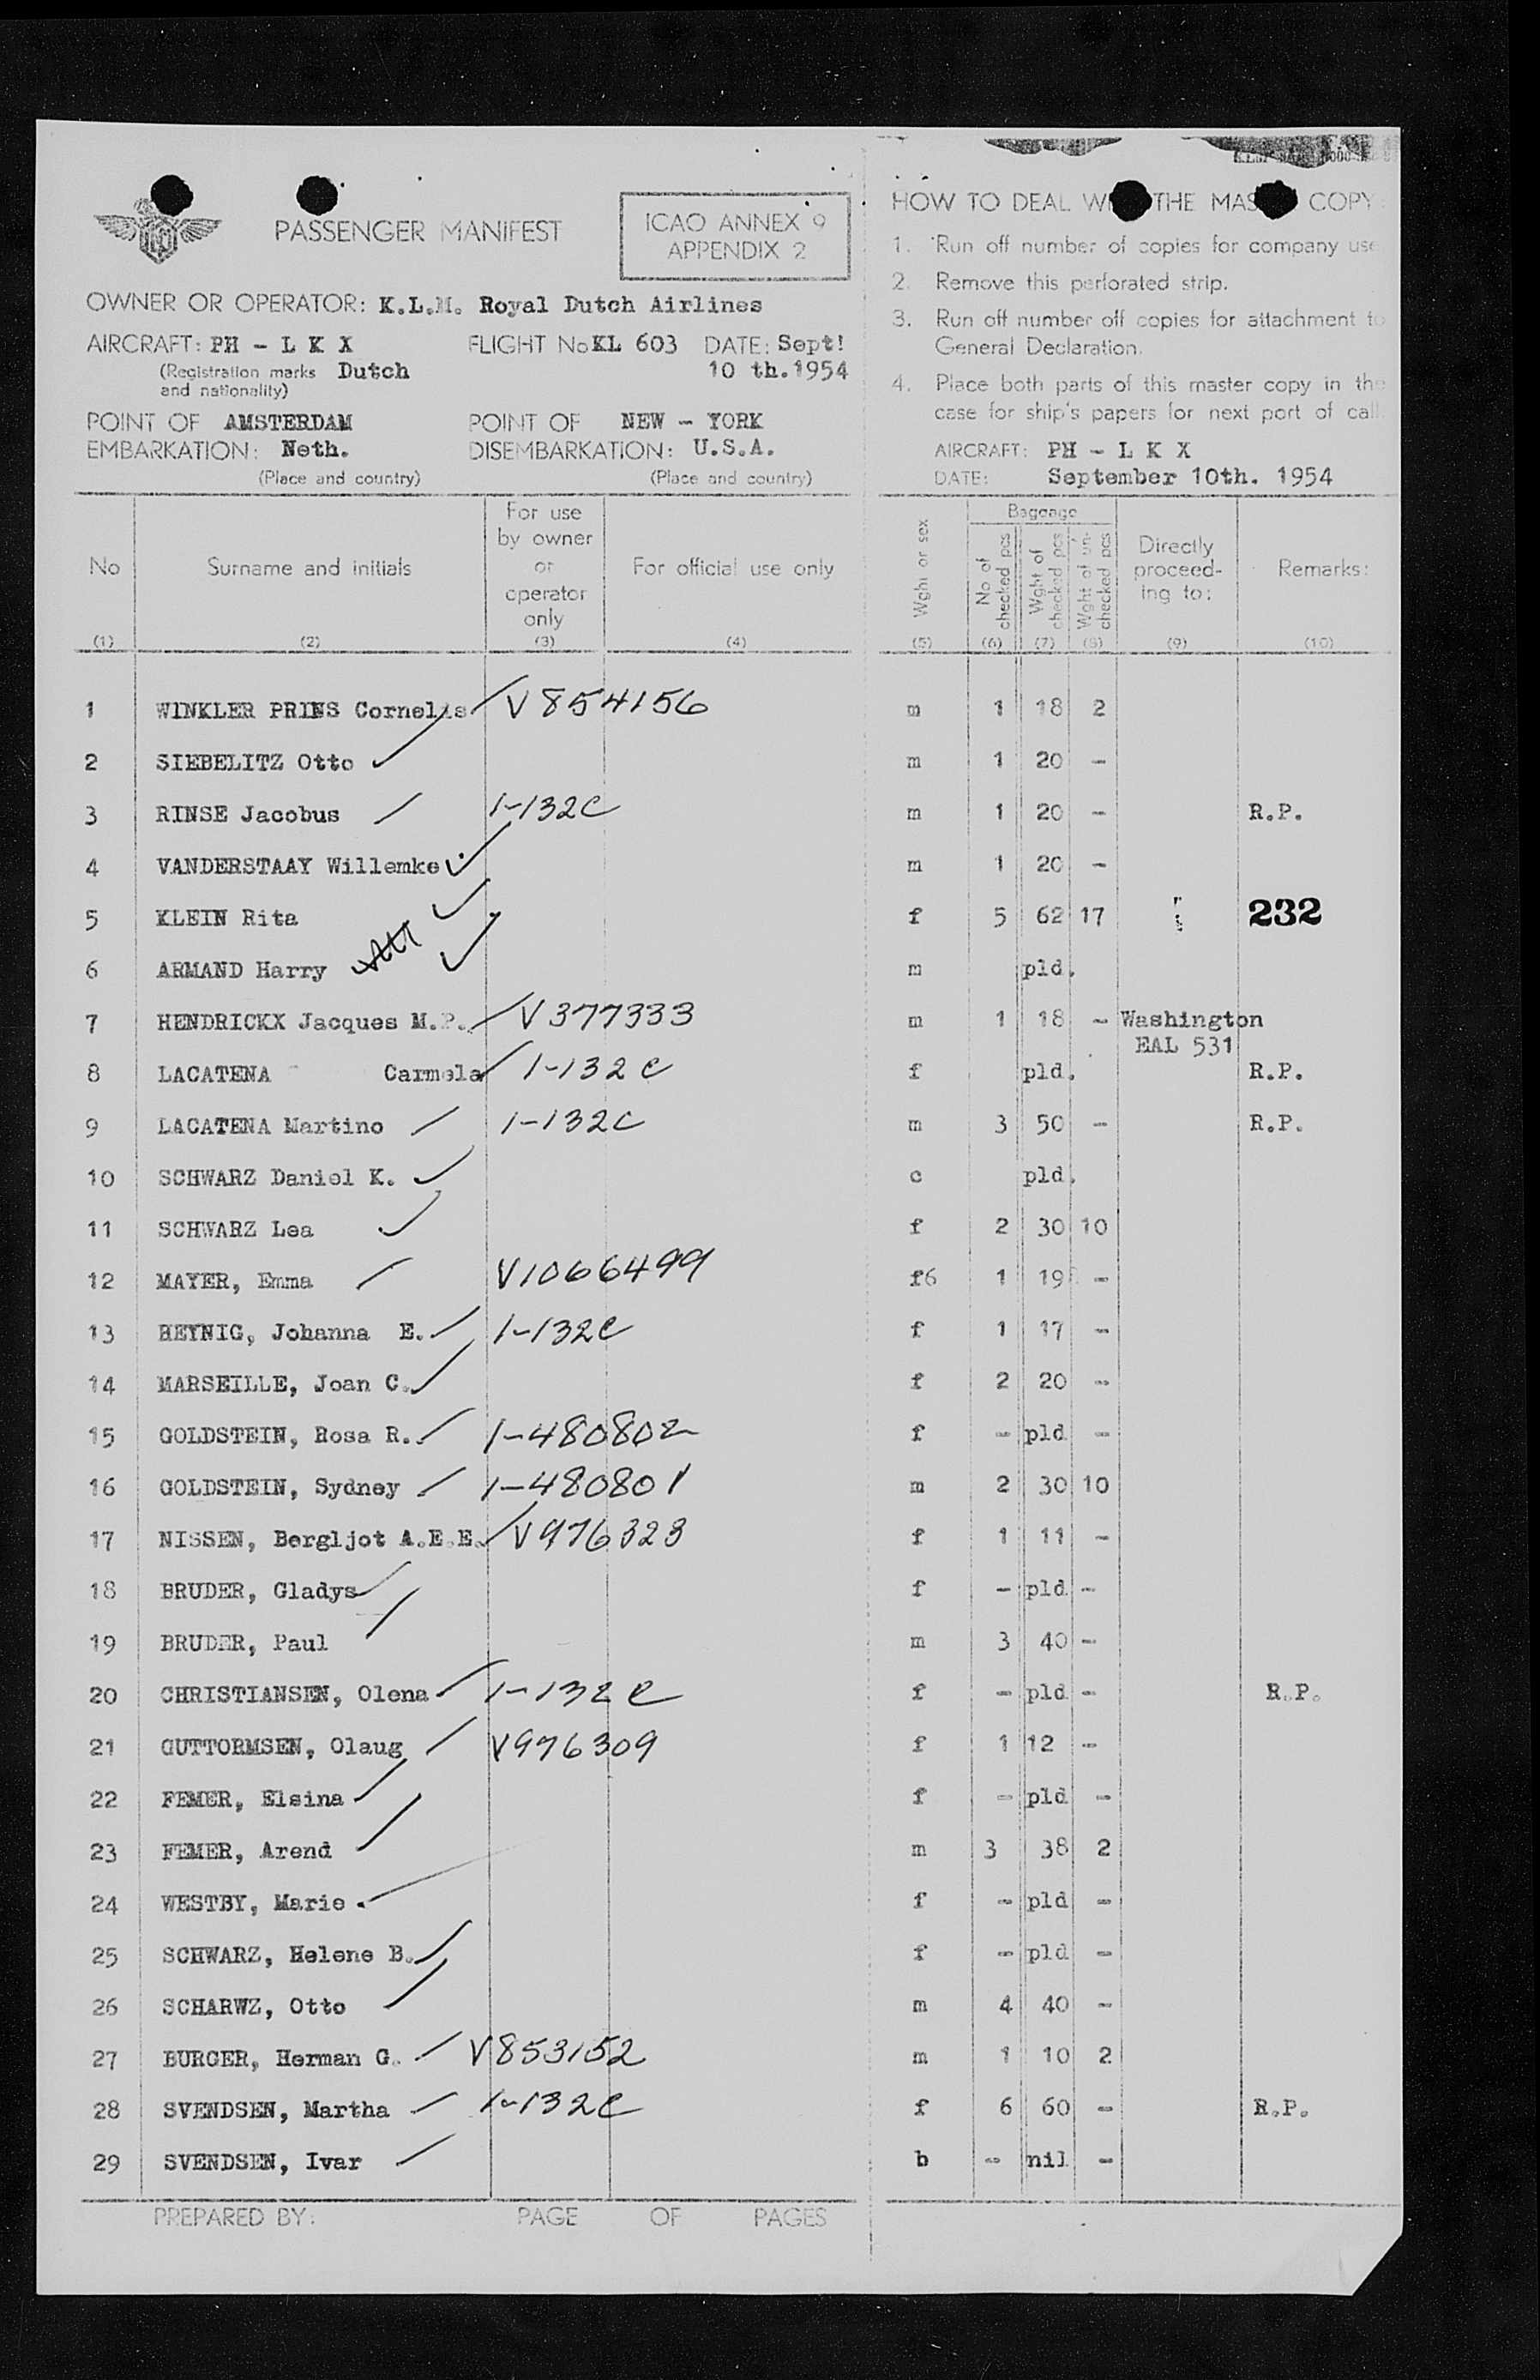 PASSENGER MANIFEST
ICAO ANNEX 9
APPENDIX 2
OWNER OR OPERATOR: K.L.M. Royal Dutch Airlines
AIRCRAFT: PH - L K X FLIGHT No KL 603 DATE: Sept!
(Registration marks Dutch 10 th.1954
and nationality)
POINT OF AMSTERDAM POINT OF NEW - YORK
EMBARKATION: Neth. DISEMBARKATION: U.S.A.
(Place and country) (Place and country)
HOW TO DEAL THE COPY
1. Run off number of copies for company use
2. Remove this perforated strip.
3. Run off number off copies for attachment to
General Declaration.
4. Place both parts of this master copy in the
case for ship's papers for next port of call.
AIRCRAFT: PH - L K X
DATE: September 10th. 1954
No Surname and initials For use by owner or operator only For official use only Wght or sex Baggage No of checked pcs Wght of checked pcs Wght of un-checked pcs Directly proceed-ing to: Remarks:
(1) (2) (3) (4) (5) (6) (7) (8) (9) (10)
1 WINKLER PRINS Cornelis V854156 m 1 18 2
2 SIEBELITZ Otto m 1 20 -
3 RINSE Jacobus 1-132C m 1 20 - R.P.
4 VANDERSTAAY Willemke m 1 20 -
5 KLEIN Rita f 5 62 17 232
6 ARMAND Harry m pld.
7 HENDRICKX Jacques M.P. V377333 m 1 18 - Washington
EAL 531
8 LACATENA Carmela 1-132C f pld. R.P.
9 LACATENA Martino 1-132C m 3 50 - R.P.
10 SCHWARZ Daniel K. c pld.
11 SCHWARZ Lea f 2 30 10
12 MAYER, Emma V1066499 f6 1 19 -
13 HEYNIG, Johanna E. 1-132C f 1 17 -
14 MARSEILLE, Joan C. f 2 20 -
15 GOLDSTEIN, Rosa R. 1-480802 f - pld -
16 GOLDSTEIN, Sydney 1-480801 m 2 30 10
17 NISSEN, Bergljot A.E.E. V976323 f 1 11 -
18 BRUDER, Gladys f - pld -
19 BRUDER, Paul m 3 40 -
20 CHRISTIANSEN, Olena 1-132C f - pld - R.P.
21 GUTTORMSEN, Olaug V976309 f 1 12 -
22 FEMER, Elsina f - pld -
23 FEMER, Arend m 3 38 2
24 WESTBY, Marie f - pld -
25 SCHWARZ, Helene B. f - pld -
26 SCHARWZ, Otto m 4 40 -
27 BURGER, Herman G. V853152 m 1 10 2
28 SVENDSEN, Martha 1-132C f 6 60 - R.P.
29 SVENDSEN, Ivar b - nil -
PREPARED BY: PAGE OF PAGES